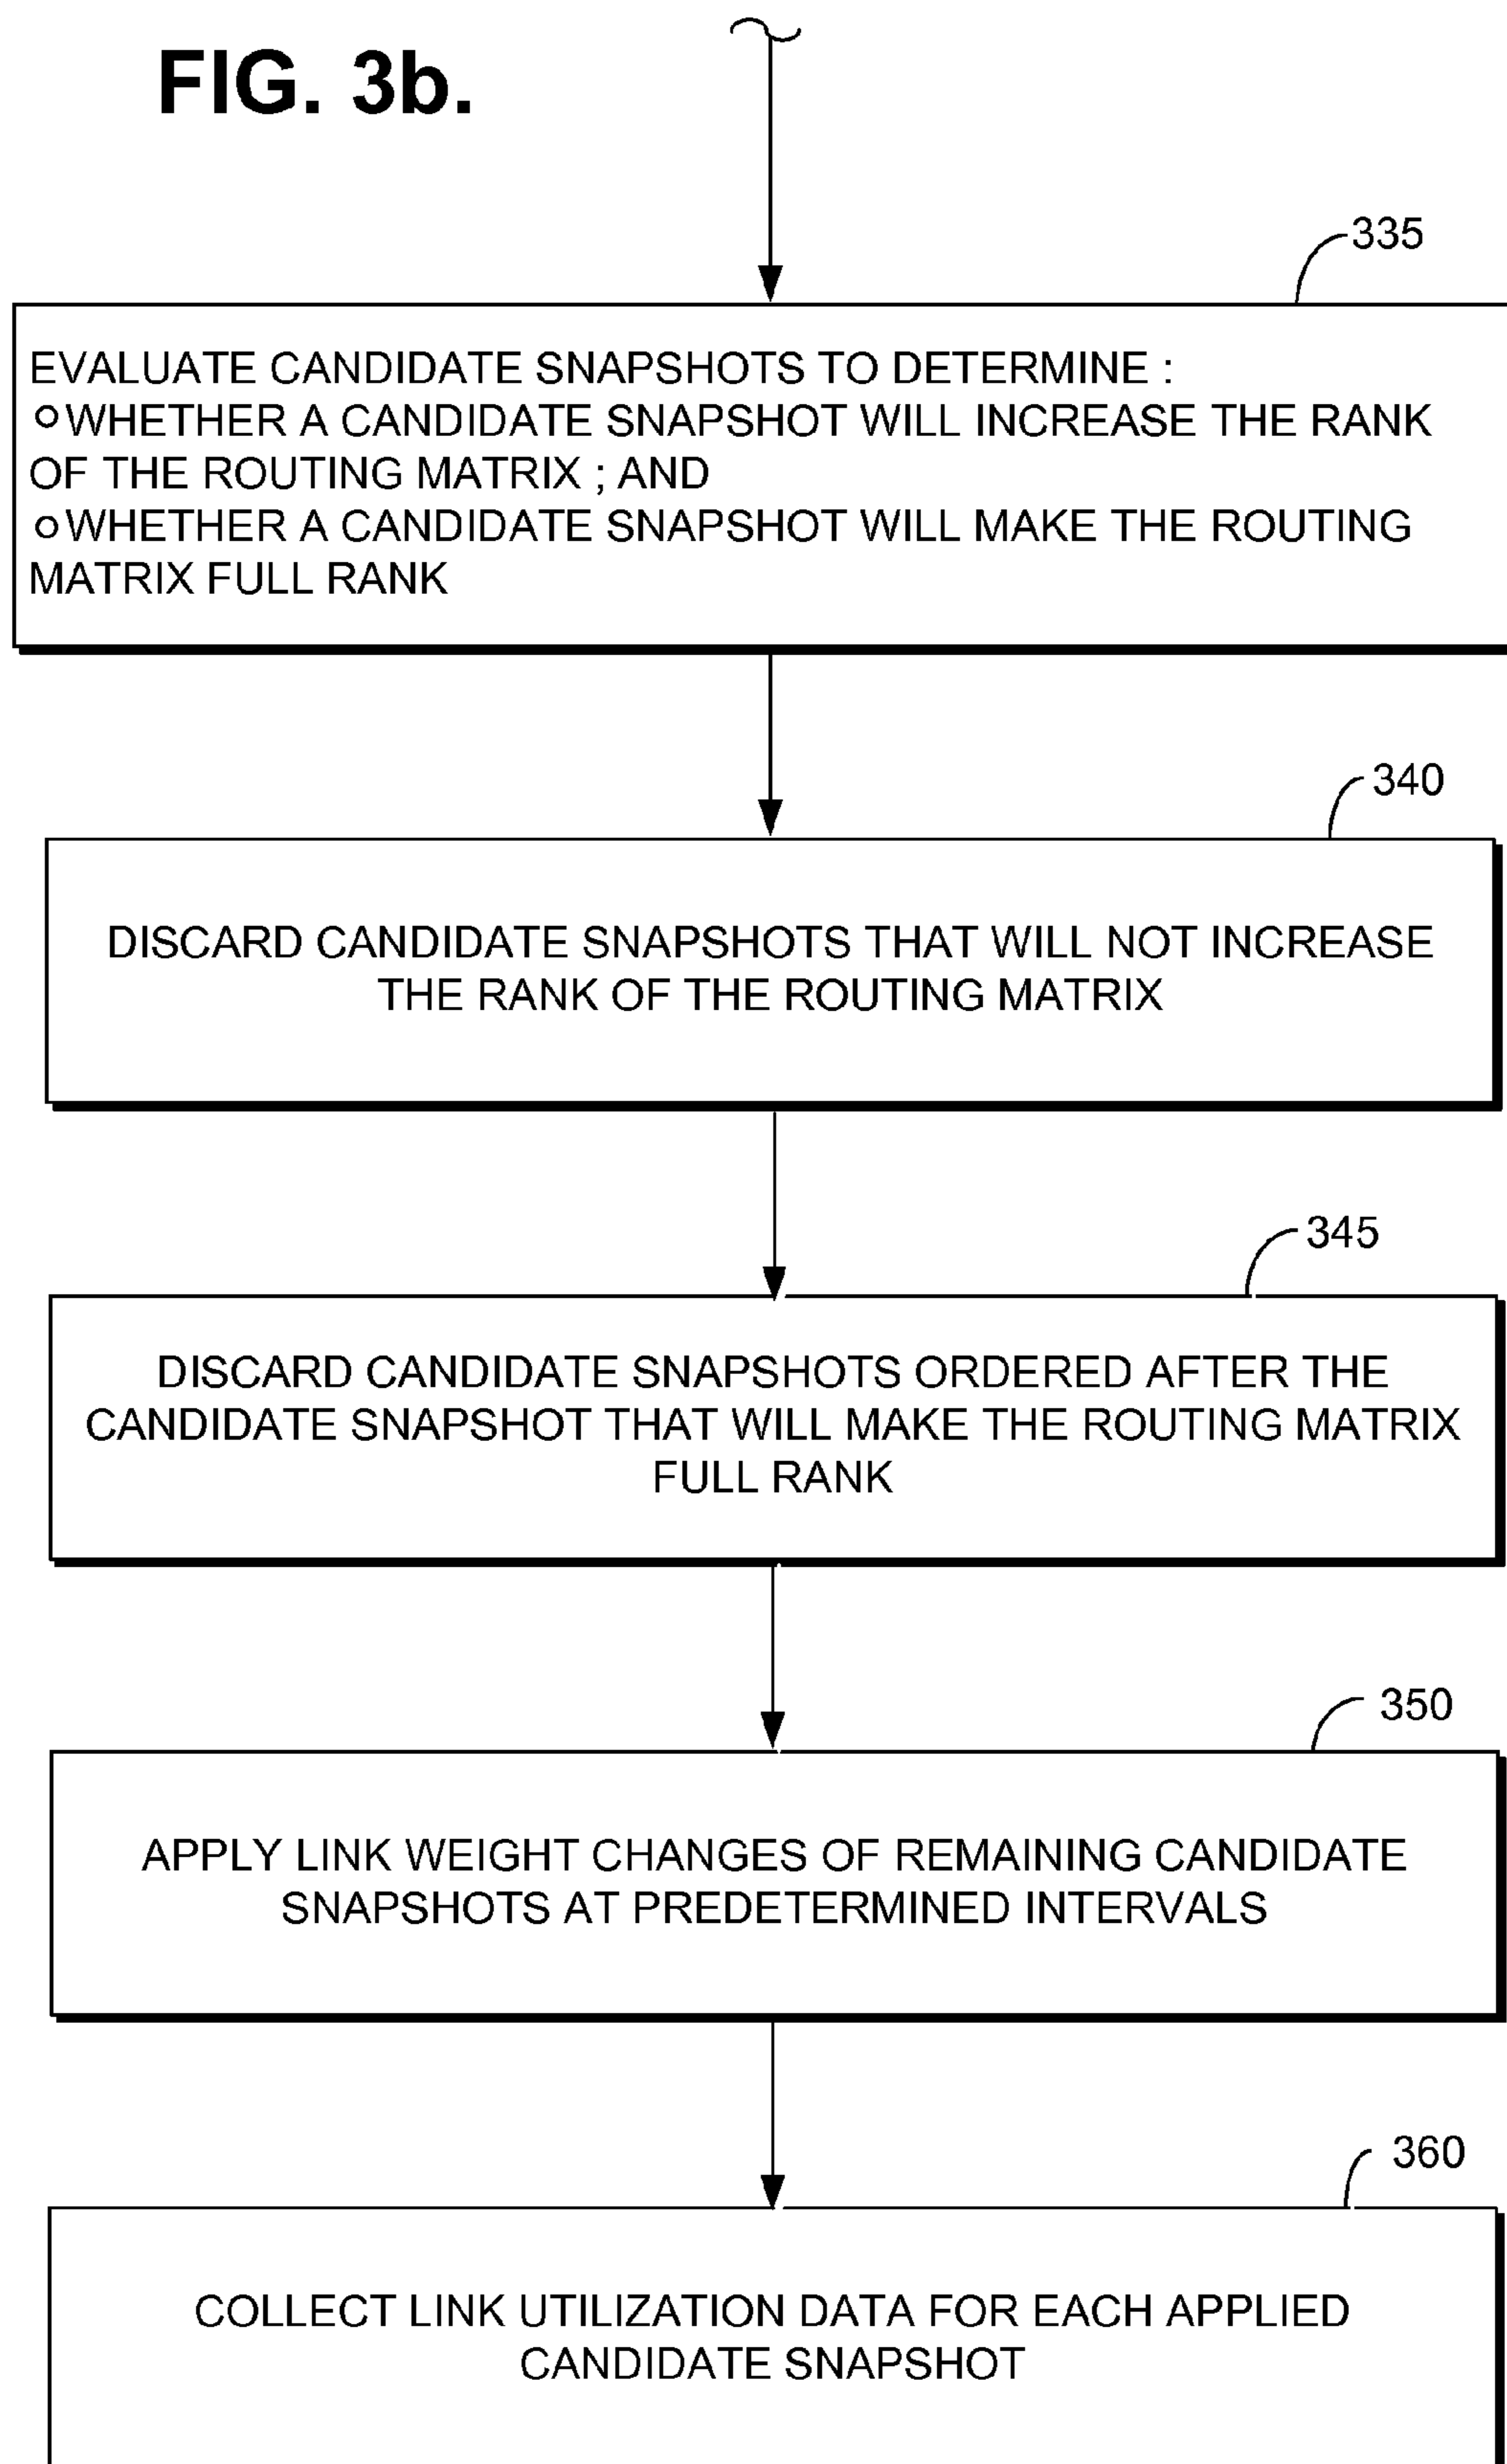 FIG. 3b.
335
EVALUATE CANDIDATE SNAPSHOTS TO DETERMINE :
○ WHETHER A CANDIDATE SNAPSHOT WILL INCREASE THE RANK
OF THE ROUTING MATRIX ; AND
○ WHETHER A CANDIDATE SNAPSHOT WILL MAKE THE ROUTING
MATRIX FULL RANK
340
DISCARD CANDIDATE SNAPSHOTS THAT WILL NOT INCREASE
THE RANK OF THE ROUTING MATRIX
345
DISCARD CANDIDATE SNAPSHOTS ORDERED AFTER THE
CANDIDATE SNAPSHOT THAT WILL MAKE THE ROUTING MATRIX
FULL RANK
350
APPLY LINK WEIGHT CHANGES OF REMAINING CANDIDATE
SNAPSHOTS AT PREDETERMINED INTERVALS
360
COLLECT LINK UTILIZATION DATA FOR EACH APPLIED
CANDIDATE SNAPSHOT